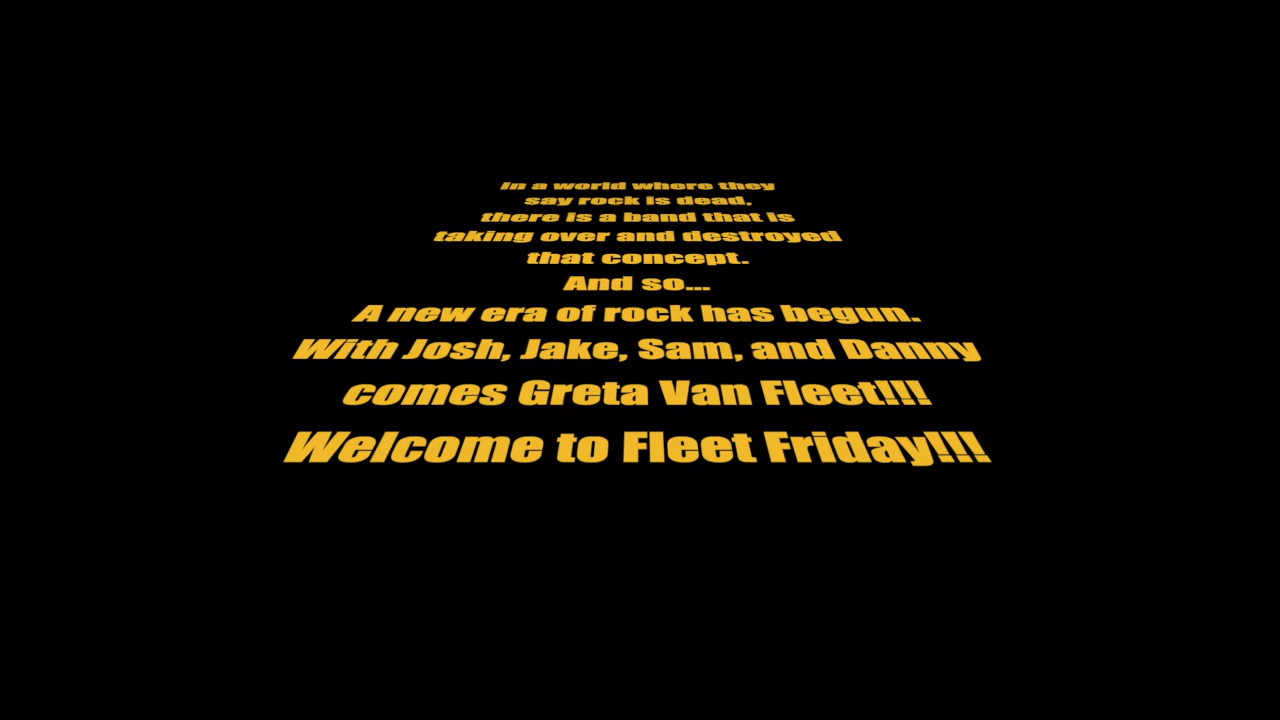 In a world where they
say rock is dead,
there is a band that is
taking over and destroyed
that concept.
And so...
A new era of rock has begun.
With Josh, Jake, Sam, and Danny
comes Greta Van Fleet!!!
Welcome to Fleet Friday!!!